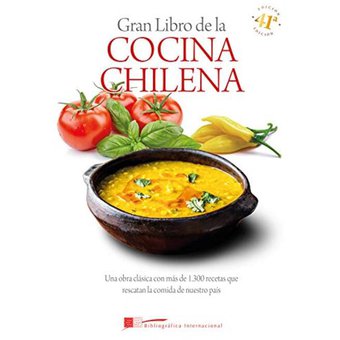 Gran Libro de la
COCINA
CHILENA
EDICIÓN
41ª
EDICIÓN
Una obra clásica con más de 1.300 recetas que
rescatan la comida de nuestro país
Bibliográfica Internacional